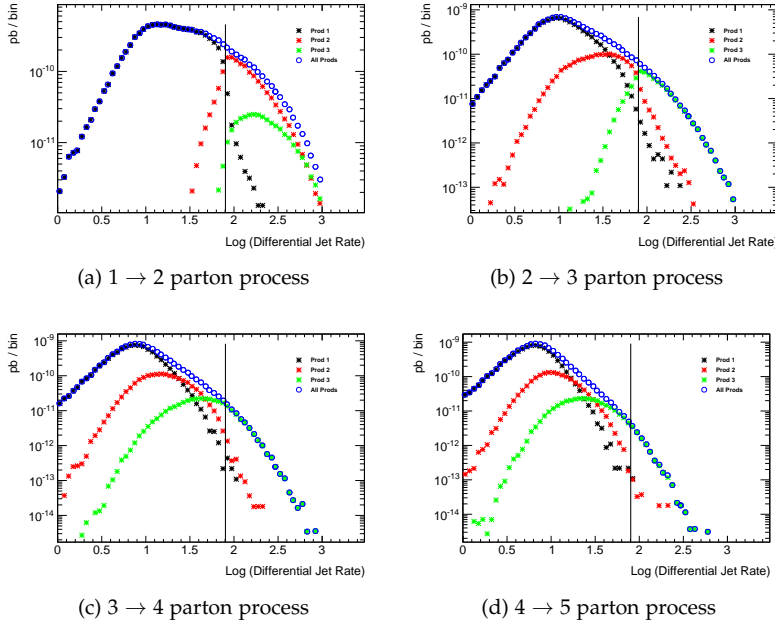 pb / bin
10⁻¹⁰
10⁻¹¹
Prod 1
Prod 2
Prod 3
All Prods
0 0.5 1 1.5 2 2.5 3
Log (Differential Jet Rate)
(a) 1 → 2 parton process
pb / bin
10⁻⁹
10⁻¹⁰
10⁻¹¹
10⁻¹²
10⁻¹³
Prod 1
Prod 2
Prod 3
All Prods
0 0.5 1 1.5 2 2.5 3
Log (Differential Jet Rate)
(b) 2 → 3 parton process
pb / bin
10⁻⁹
10⁻¹⁰
10⁻¹¹
10⁻¹²
10⁻¹³
10⁻¹⁴
Prod 1
Prod 2
Prod 3
All Prods
0 0.5 1 1.5 2 2.5 3
Log (Differential Jet Rate)
(c) 3 → 4 parton process
pb / bin
10⁻⁹
10⁻¹⁰
10⁻¹¹
10⁻¹²
10⁻¹³
10⁻¹⁴
Prod 1
Prod 2
Prod 3
All Prods
0 0.5 1 1.5 2 2.5 3
Log (Differential Jet Rate)
(d) 4 → 5 parton process